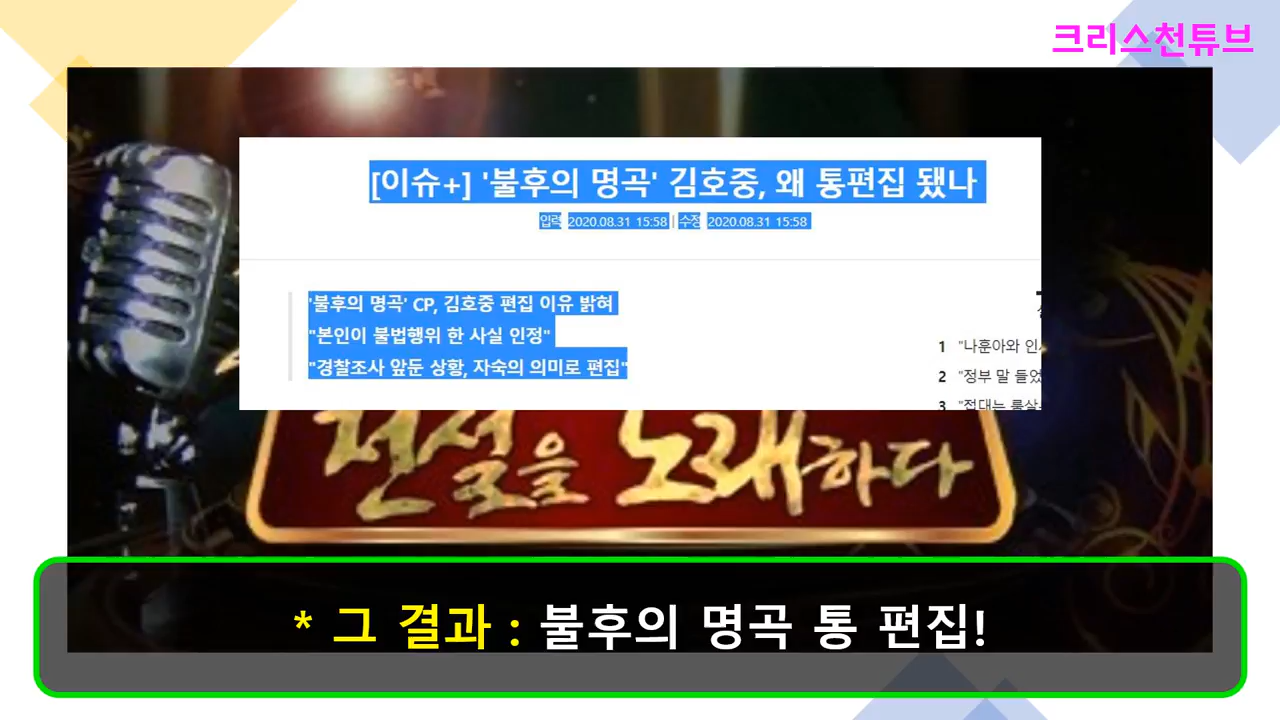 크리스천튜브
[이슈+] '불후의 명곡' 김호중, 왜 통편집 됐나
입력 2020.08.31 15:58 | 수정 2020.08.31 15:58
'불후의 명곡' CP, 김호중 편집 이유 밝혀
"본인이 불법행위 한 사실 인정"
"경찰조사 앞둔 상황, 자숙의 의미로 편집"
1 "나훈아와
2 "정부 말 들었
3 "접대는
전설을 노래하다
* 그 결과 : 불후의 명곡 통 편집!